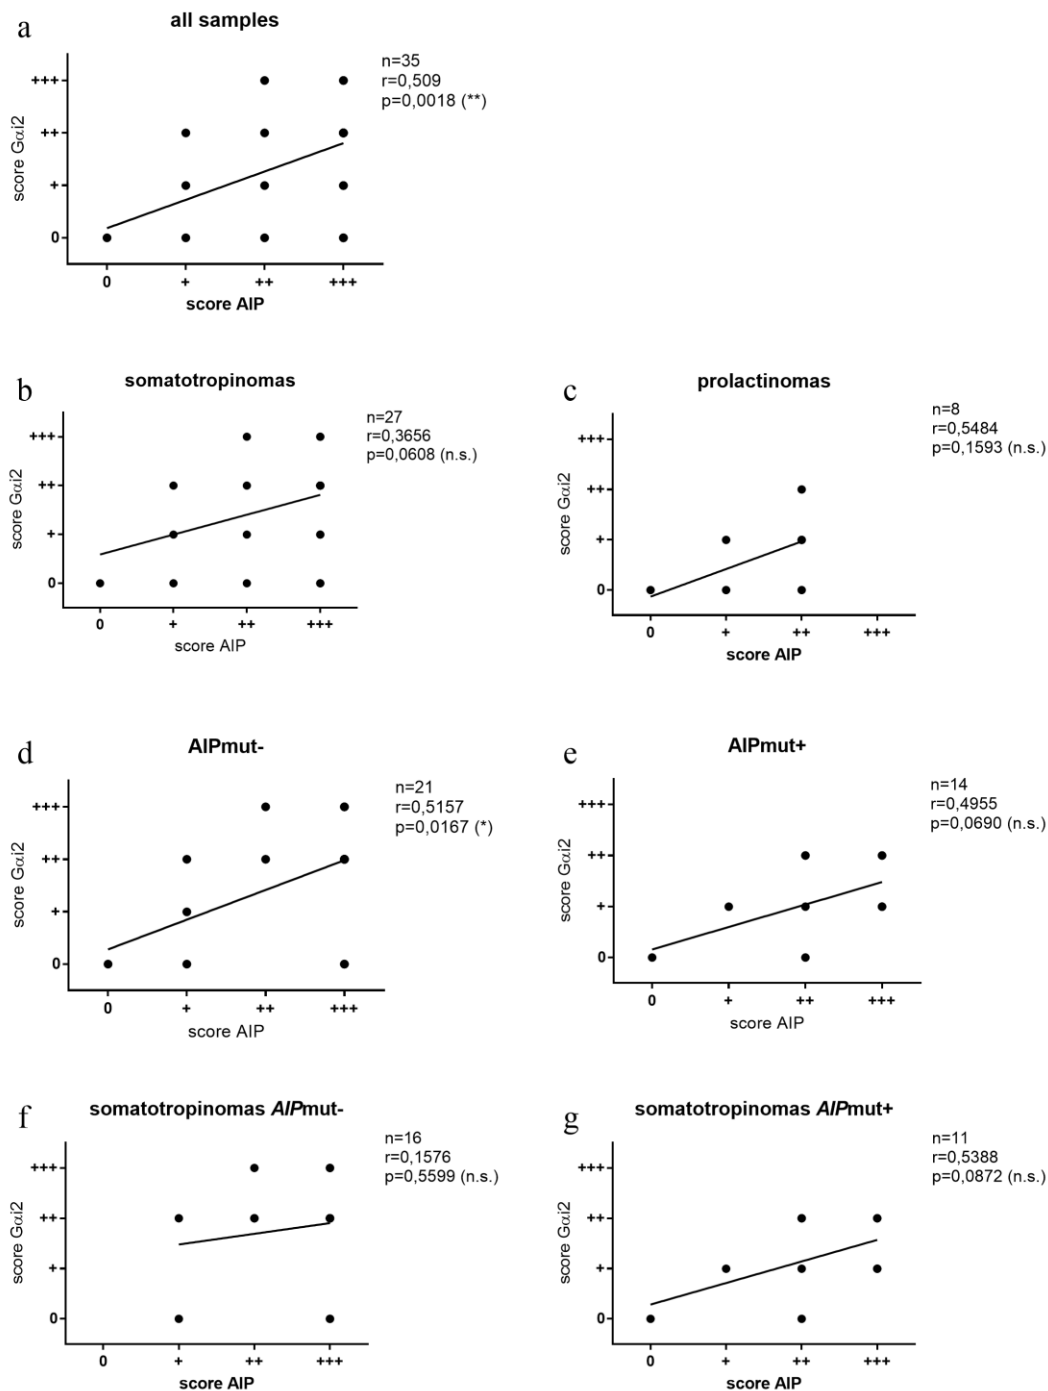 a
all samples
n=35
r=0,509
p=0,0018 (**)
+++
++
+
0
score Gαi2
0 + ++ +++
score AIP
b
somatotropinomas
n=27
r=0,3656
p=0,0608 (n.s.)
+++
++
+
0
score Gαi2
0 + ++ +++
score AIP
c
prolactinomas
n=8
r=0,5484
p=0,1593 (n.s.)
+++
++
+
0
score Gαi2
0 + ++ +++
score AIP
d
AIPmut-
n=21
r=0,5157
p=0,0167 (*)
+++
++
+
0
score Gαi2
0 + ++ +++
score AIP
e
AIPmut+
n=14
r=0,4955
p=0,0690 (n.s.)
+++
++
+
0
score Gαi2
0 + ++ +++
score AIP
f
somatotropinomas AIPmut-
n=16
r=0,1576
p=0,5599 (n.s.)
+++
++
+
0
score Gαi2
0 + ++ +++
score AIP
g
somatotropinomas AIPmut+
n=11
r=0,5388
p=0,0872 (n.s.)
+++
++
+
0
score Gαi2
0 + ++ +++
score AIP